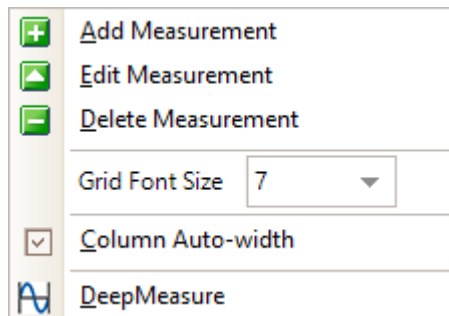 Add Measurement
Edit Measurement
Delete Measurement
Grid Font Size 7
Column Auto-width
DeepMeasure